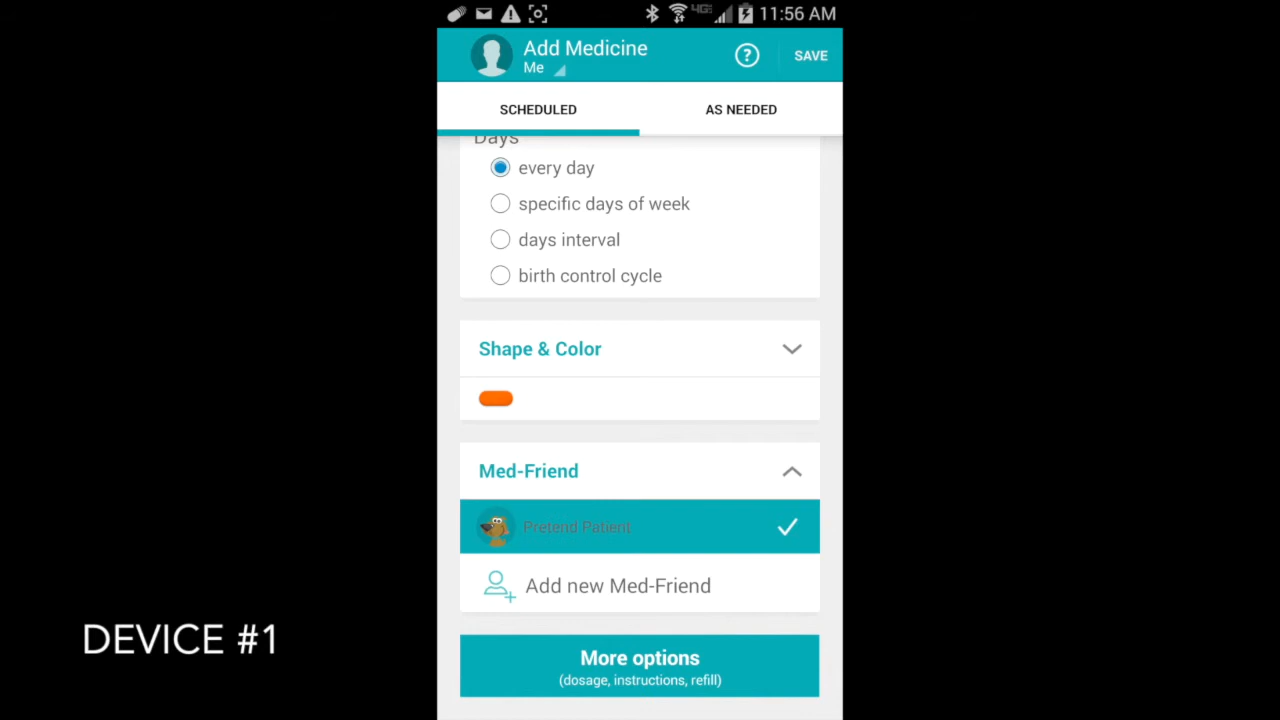 4G
11:56 AM
Add Medicine
Me
?
SAVE
SCHEDULED
AS NEEDED
Days
every day
specific days of week
days interval
birth control cycle
Shape & Color
Med-Friend
Pretend Patient
Add new Med-Friend
DEVICE #1
More options
(dosage, instructions, refill)